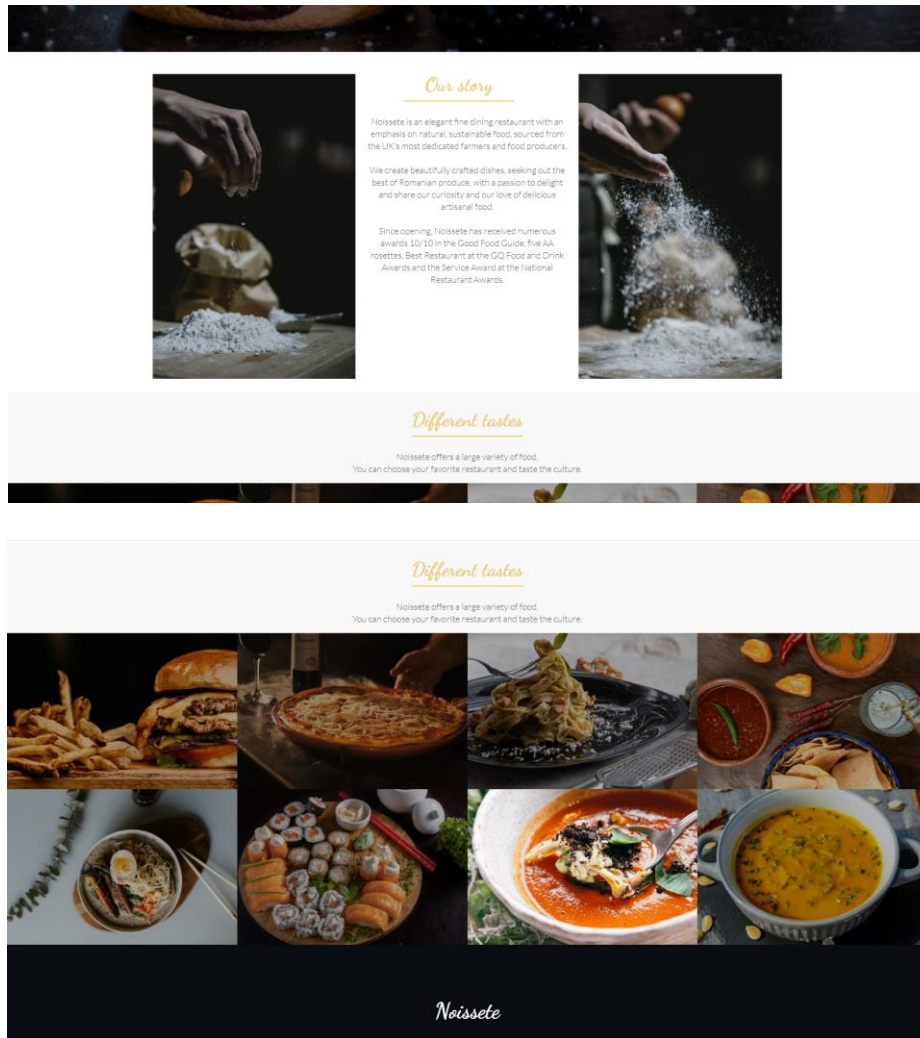 Our story
Noissete is an elegant fine dining restaurant with an
emphasis on natural, sustainable food, sourced from
the UK's most dedicated farmers and food producers.
We create beautifully crafted dishes, seeking out the
best of Romanian produce, with a passion to delight
and share our curiosity and our love of delicious
artisanal food.
Since opening, Noissete has received numerous
awards 10/10 in the Good Food Guide, five AA
rosettes, Best Restaurant at the GQ Food and Drink
Awards and the Service Award at the National
Restaurant Awards.
Different tastes
Noissete offers a large variety of food.
You can choose your favorite restaurant and taste the culture.
Different tastes
Noissete offers a large variety of food.
You can choose your favorite restaurant and taste the culture.
Noissete